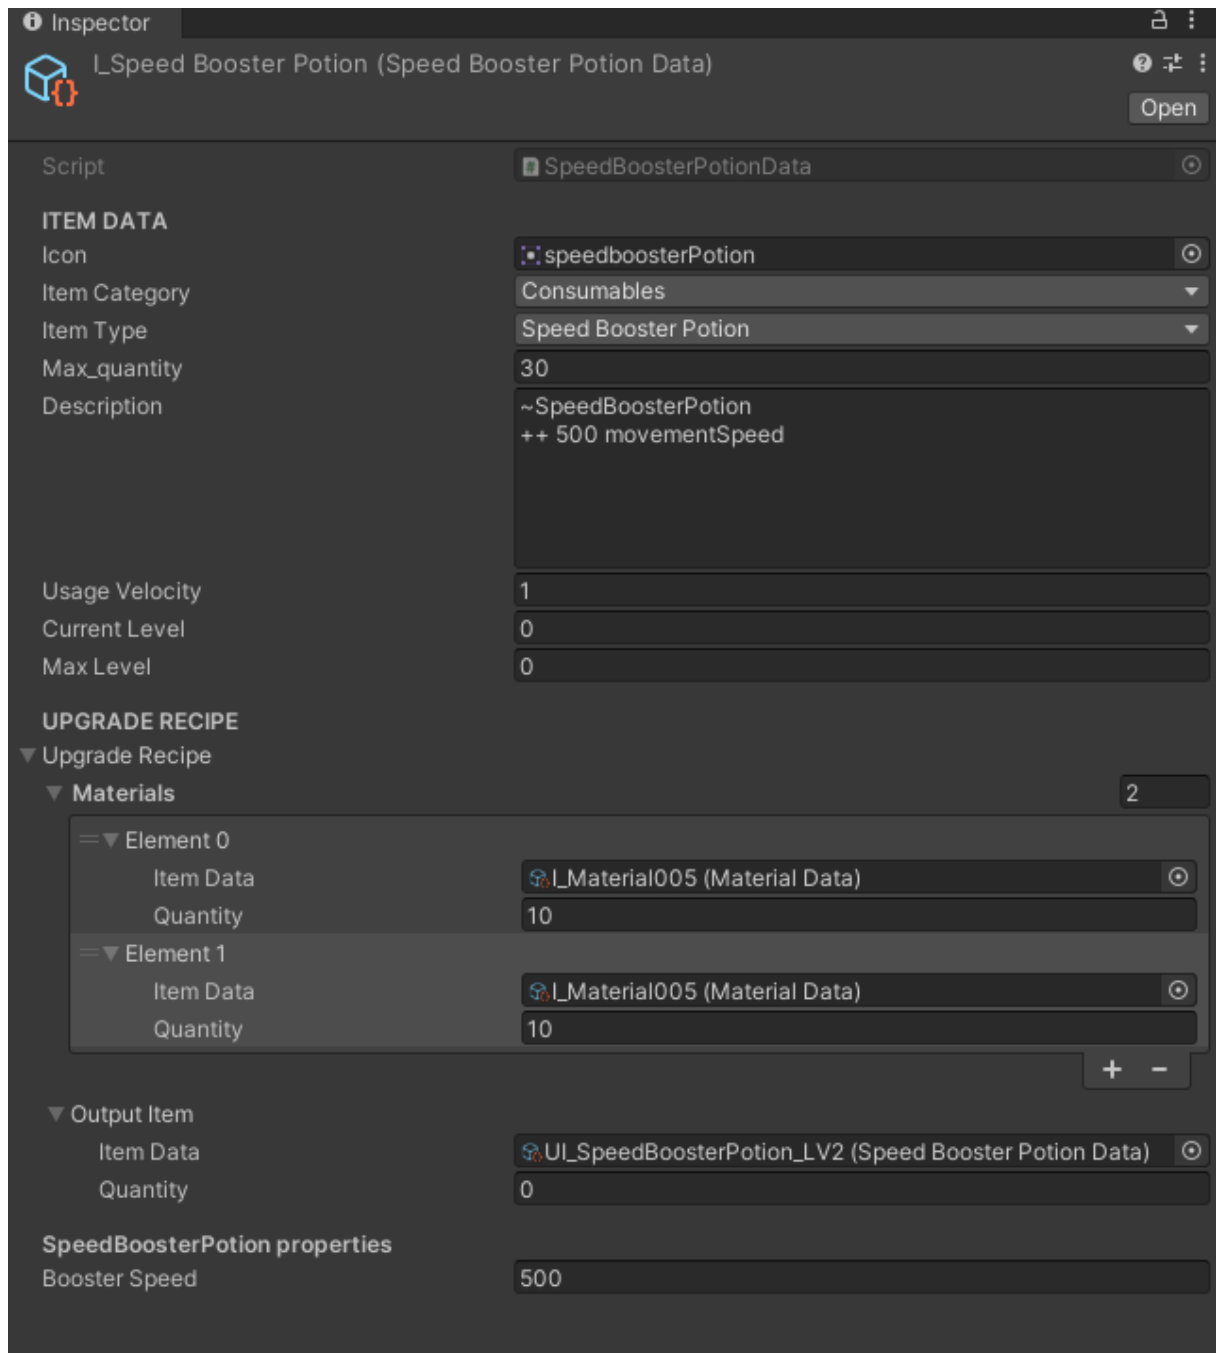 Inspector
I_Speed Booster Potion (Speed Booster Potion Data)
Open
Script SpeedBoosterPotionData
ITEM DATA
Icon speedboosterPotion
Item Category Consumables
Item Type Speed Booster Potion
Max_quantity 30
Description ~SpeedBoosterPotion
++ 500 movementSpeed
Usage Velocity 1
Current Level 0
Max Level 0
UPGRADE RECIPE
Upgrade Recipe
Materials 2
Element 0
Item Data I_Material005 (Material Data)
Quantity 10
Element 1
Item Data I_Material005 (Material Data)
Quantity 10
+ -
Output Item
Item Data UI_SpeedBoosterPotion_LV2 (Speed Booster Potion Data)
Quantity 0
SpeedBoosterPotion properties
Booster Speed 500